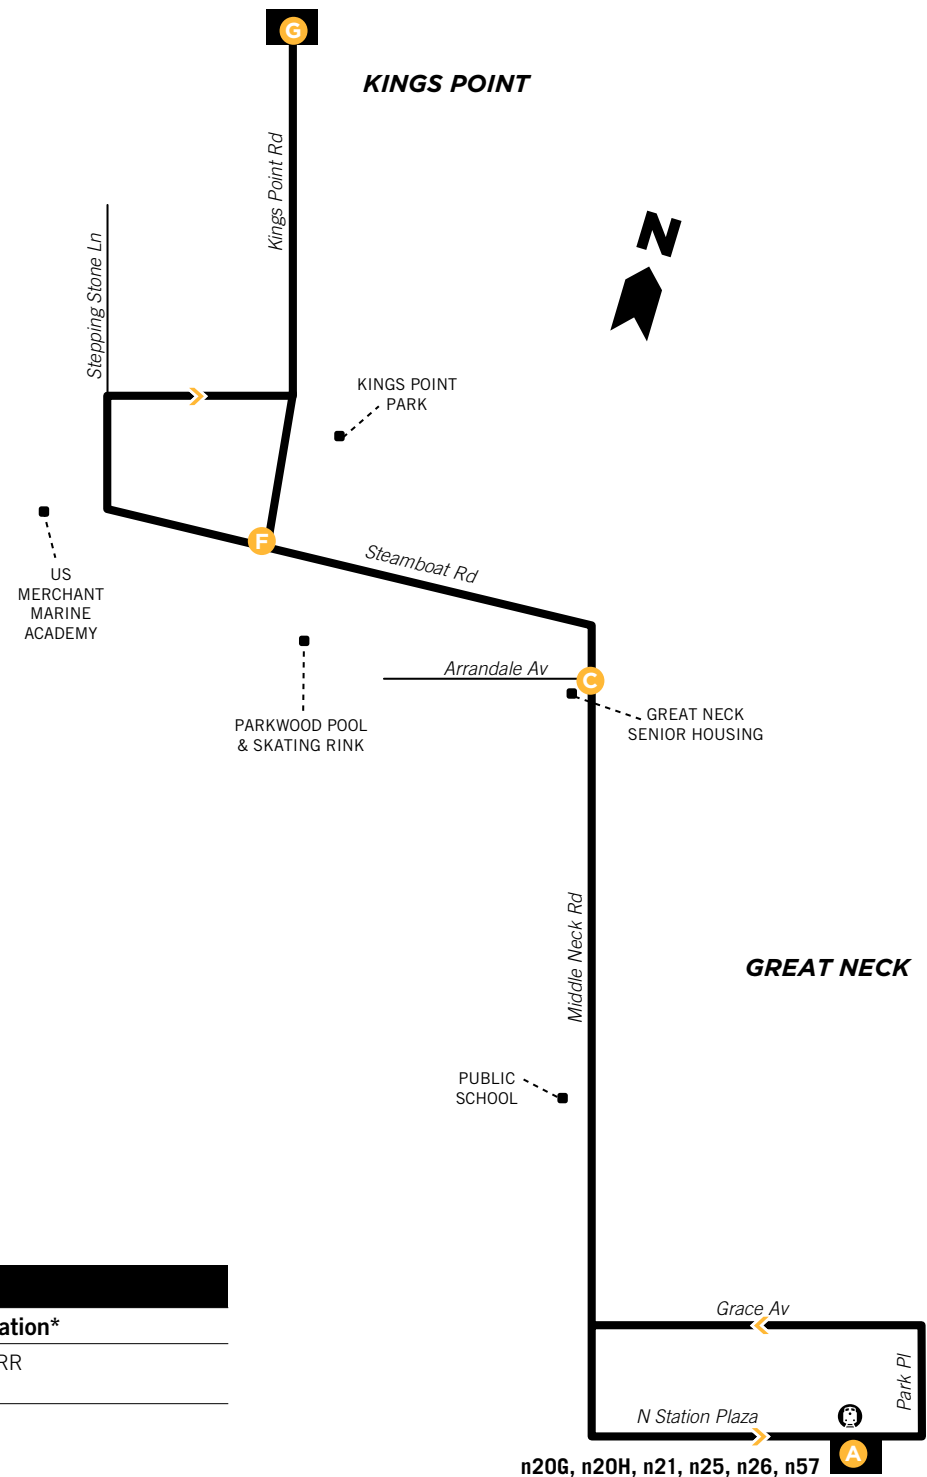 G
KINGS POINT
Kings Point Rd
N
Stepping Stone Ln
KINGS POINT
PARK
F
Steamboat Rd
US
MERCHANT
MARINE
ACADEMY
Arrandale Av
C
PARKWOOD POOL
& SKATING RINK
GREAT NECK
SENIOR HOUSING
Middle Neck Rd
GREAT NECK
PUBLIC
SCHOOL
ation*
RR
Grace Av
Park Pl
N Station Plaza
A
n20G, n20H, n21, n25, n26, n57